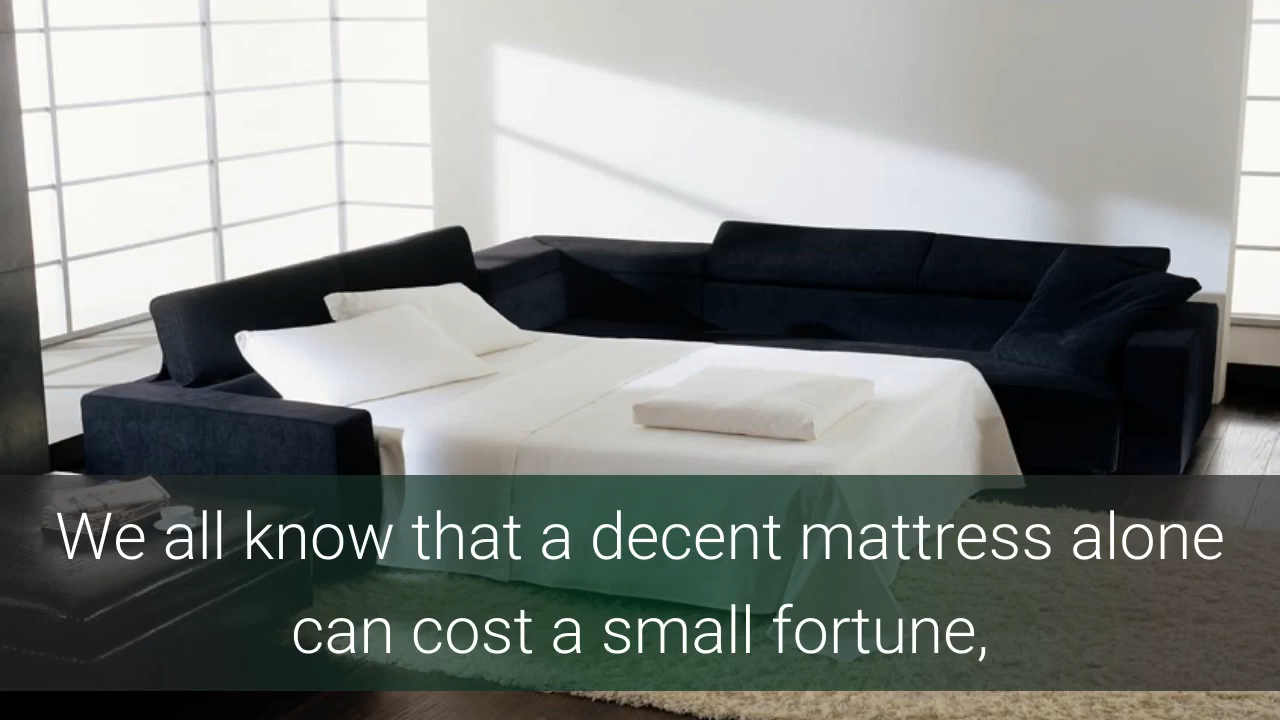 We all know that a decent mattress alone
can cost a small fortune,